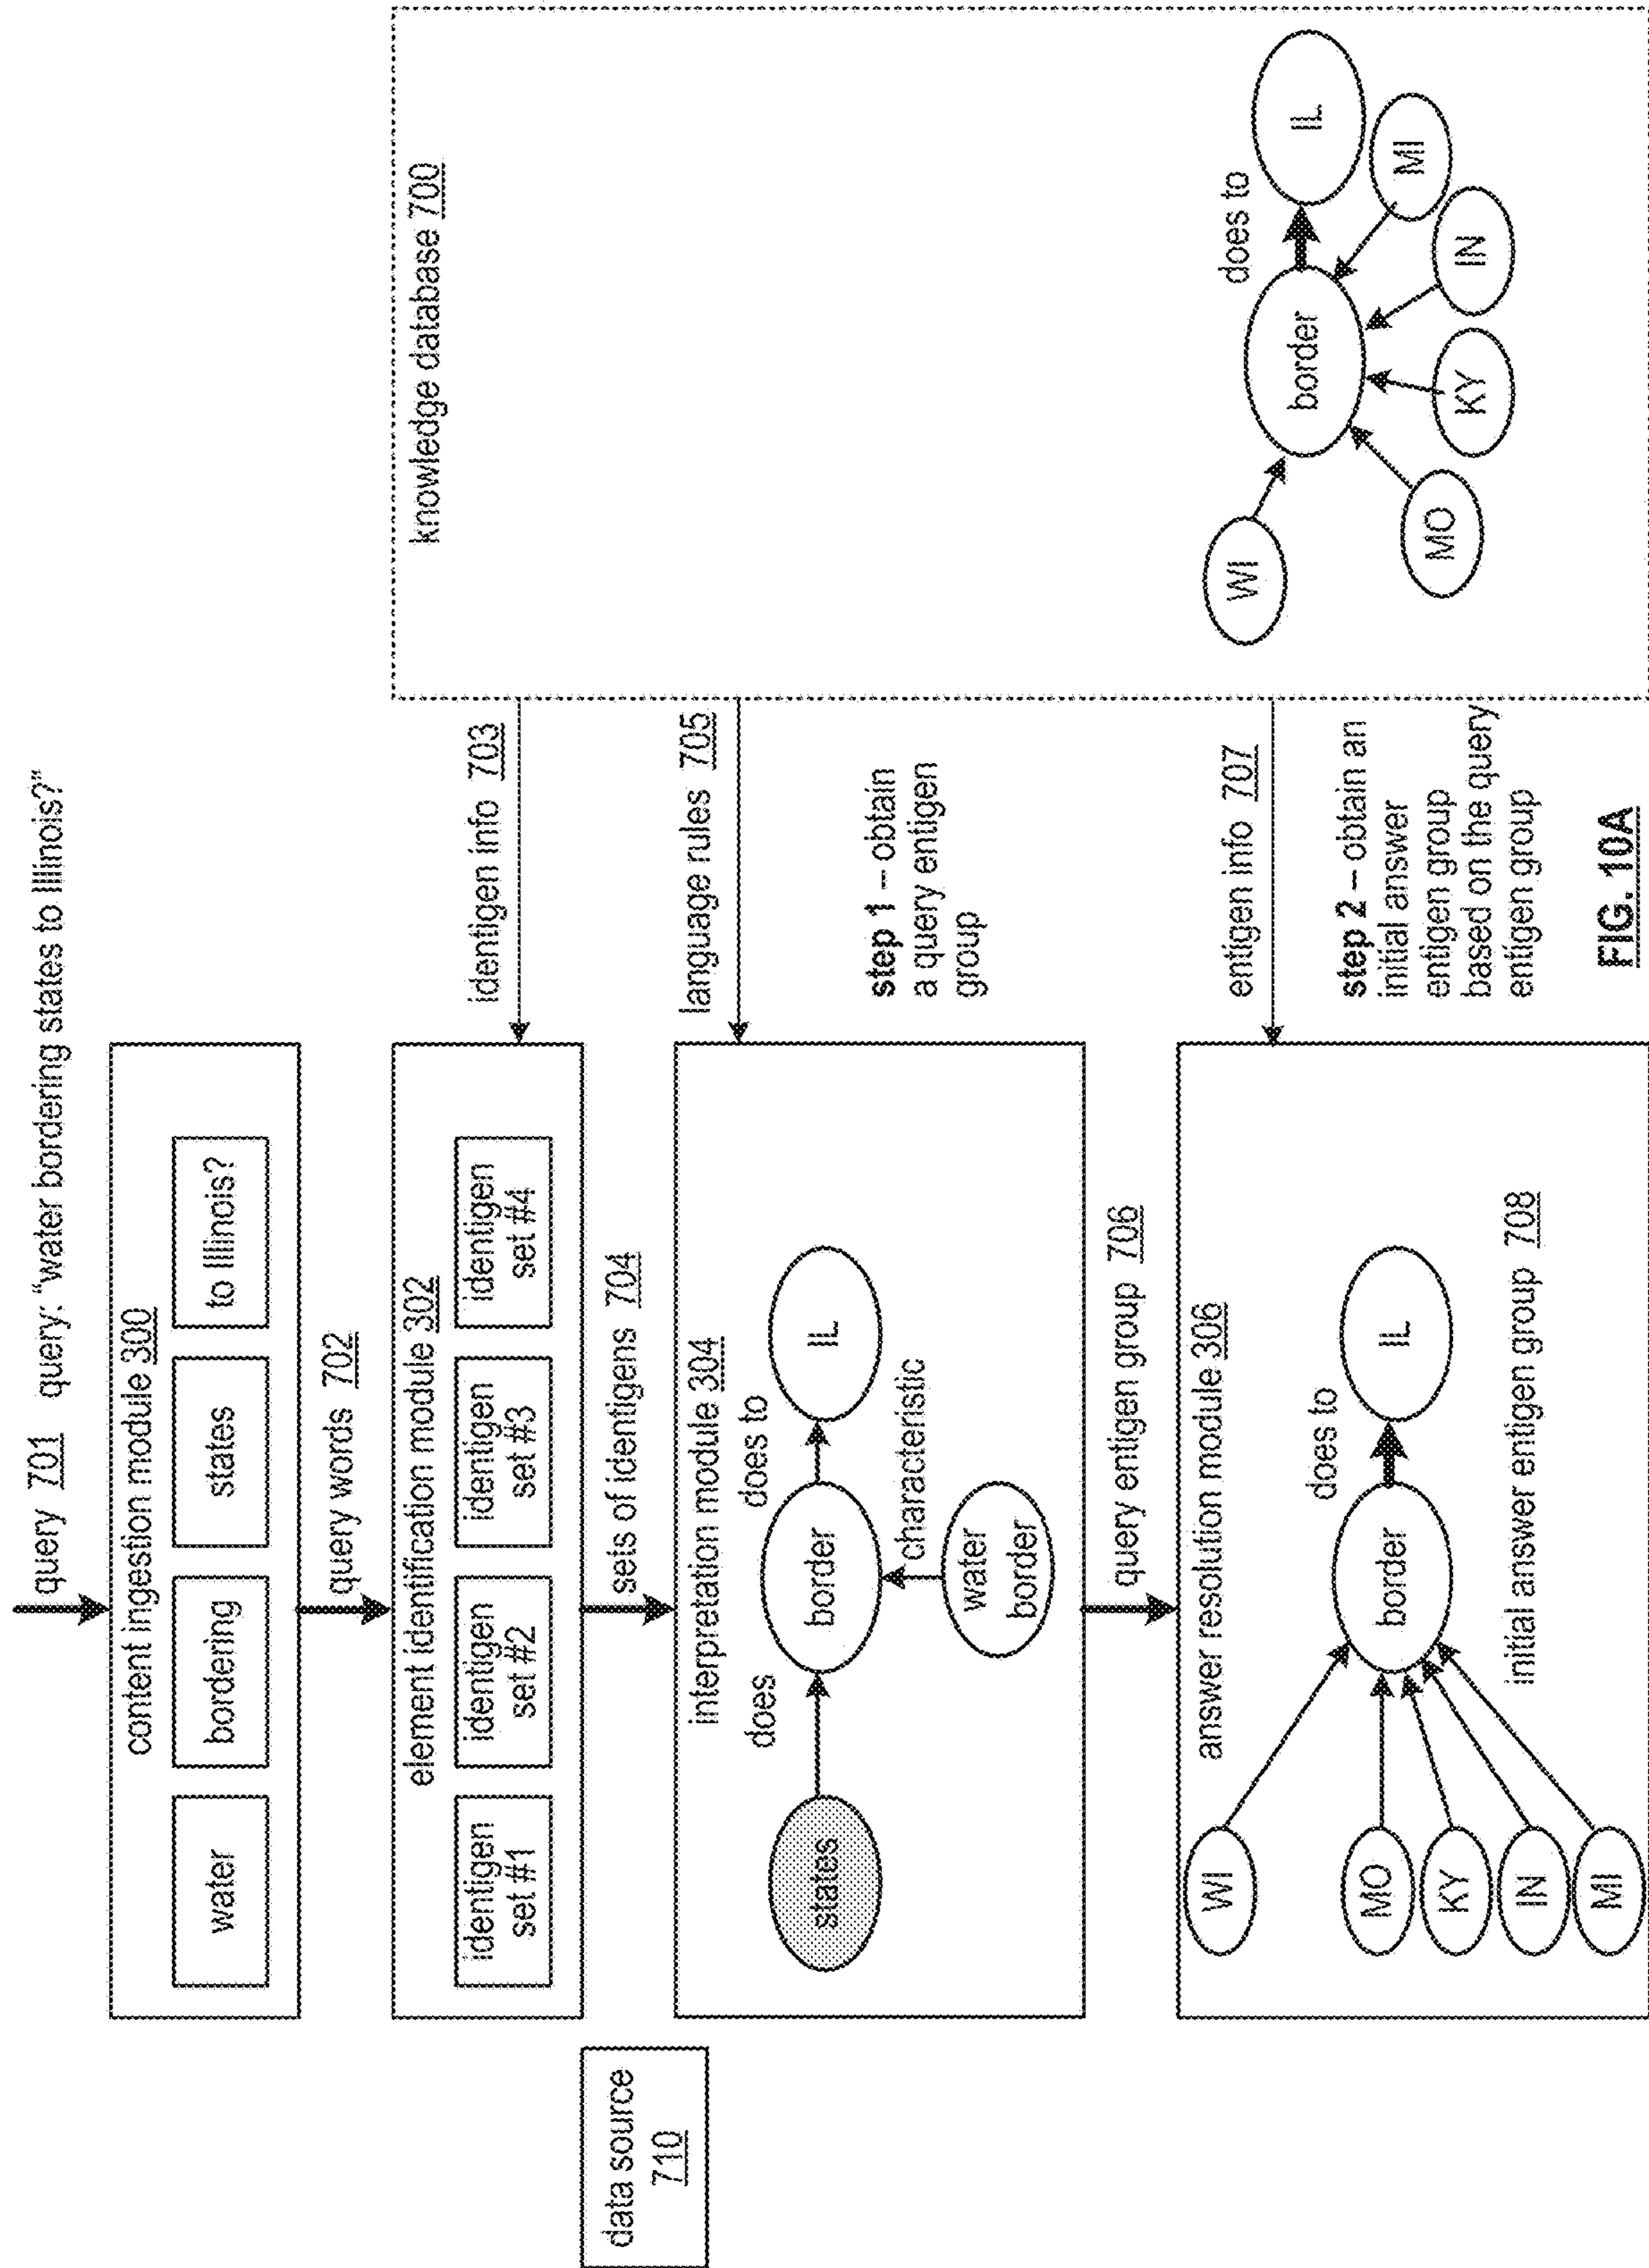 query 701 query: "water bordering states to Illinois?"
content ingestion module 300
water
bordering
states
to Illinois?
query words 702
element identification module 302
identigen
set #1
identigen
set #2
identigen
set #3
identigen
set #4
identigen info 703
sets of identigens 704
data source
710
interpretation module 304
does
does to
states
border
IL
characteristic
water
border
language rules 705
step 1 – obtain
a query entigen
group
query entigen group 706
answer resolution module 306
WI
MO
KY
IN
MI
border
does to
IL
initial answer entigen group 708
entigen info 707
step 2 – obtain an
initial answer
entigen group
based on the query
entigen group
knowledge database 700
WI
MO
KY
IN
MI
border
does to
IL
FIG. 10A